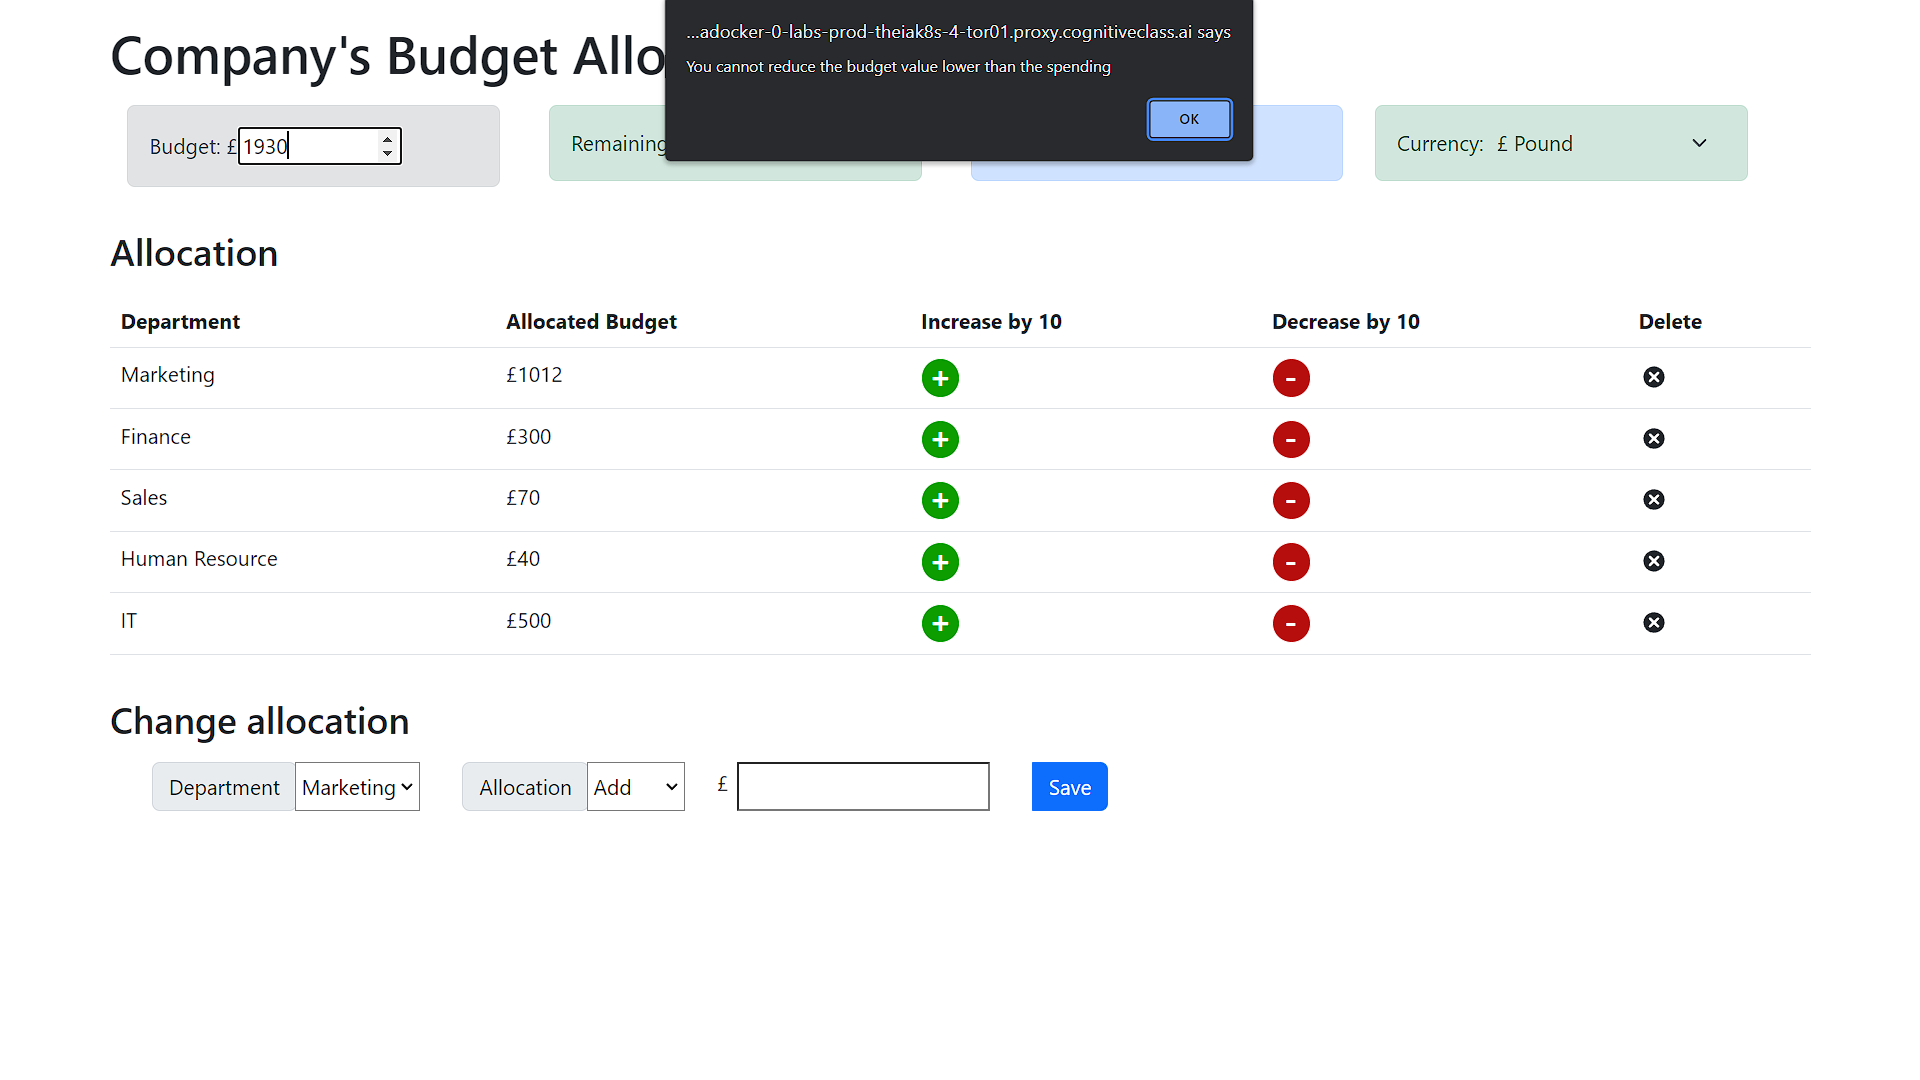 ...adocker-0-labs-prod-theiak8s-4-tor01.proxy.cognitiveclass.ai says
You cannot reduce the budget value lower than the spending
OK
Company's Budget Allo
Budget: £ 1930
Remaining
Currency: £ Pound
Allocation
Department Allocated Budget Increase by 10 Decrease by 10 Delete
Marketing £1012 + -
Finance £300 + -
Sales £70 + -
Human Resource £40 + -
IT £500 + -
Change allocation
Department Marketing Allocation Add £ Save